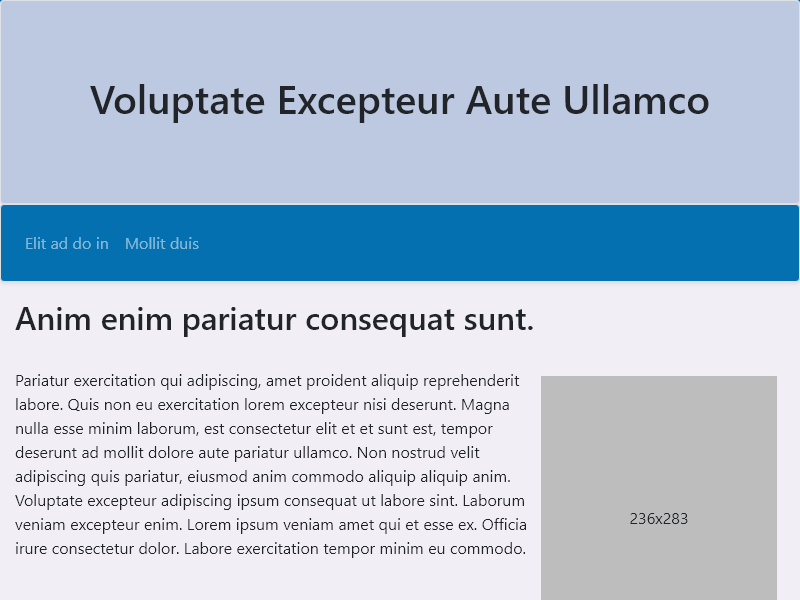 Voluptate Excepteur Aute Ullamco
Elit ad do in
Mollit duis
Anim enim pariatur consequat sunt.
Pariatur exercitation qui adipiscing, amet proident aliquip reprehenderit
labore. Quis non eu exercitation lorem excepteur nisi deserunt. Magna
nulla esse minim laborum, est consectetur elit et et sunt est, tempor
deserunt ad mollit dolore aute pariatur ullamco. Non nostrud velit
adipiscing quis pariatur, eiusmod anim commodo aliquip aliquip anim.
Voluptate excepteur adipiscing ipsum consequat ut labore sint. Laborum
veniam excepteur enim. Lorem ipsum veniam amet qui et esse ex. Officia
irure consectetur dolor. Labore exercitation tempor minim eu commodo.
236x283